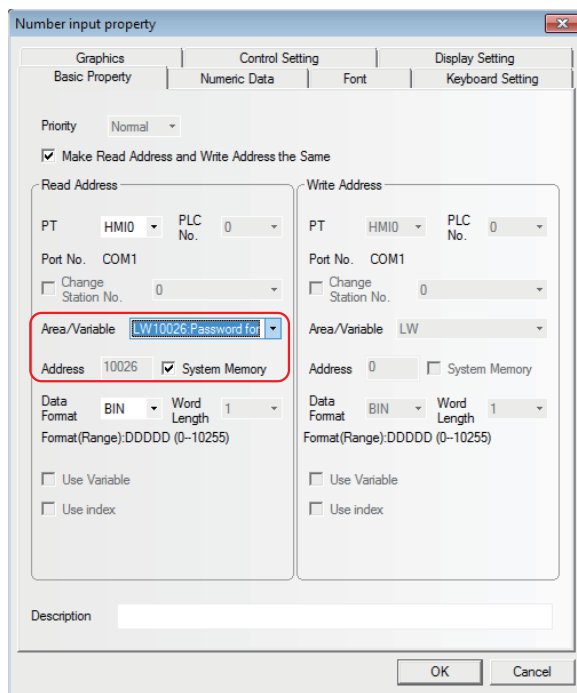 Number input property
Graphics Control Setting Display Setting
Basic Property Numeric Data Font Keyboard Setting
Priority Normal
Make Read Address and Write Address the Same
Read Address
PT HMI0 PLC No. 0
Port No. COM1
Change Station No. 0
Area/Variable LW10026:Password for
Address 10026 System Memory
Data Format BIN Word Length 1
Format(Range):DDDDD (0--10255)
Use Variable
Use index
Write Address
PT HMI0 PLC No. 0
Port No. COM1
Change Station No. 0
Area/Variable LW
Address 0 System Memory
Data Format BIN Word Length 1
Format(Range):DDDDD (0--10255)
Use Variable
Use index
Description
OK Cancel